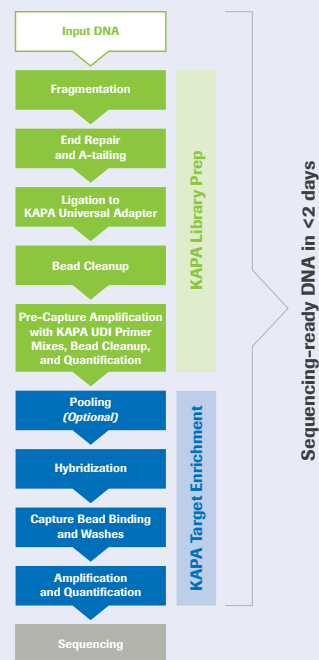 Input DNA
Fragmentation
End Repair
and A-tailing
Ligation to
KAPA Universal Adapter
Bead Cleanup
Pre-Capture Amplification
with KAPA UDI Primer
Mixes, Bead Cleanup,
and Quantification
KAPA Library Prep
Pooling
(Optional)
Hybridization
Capture Bead Binding
and Washes
Amplification
and Quantification
KAPA Target Enrichment
Sequencing
Sequencing-ready DNA in <2 days